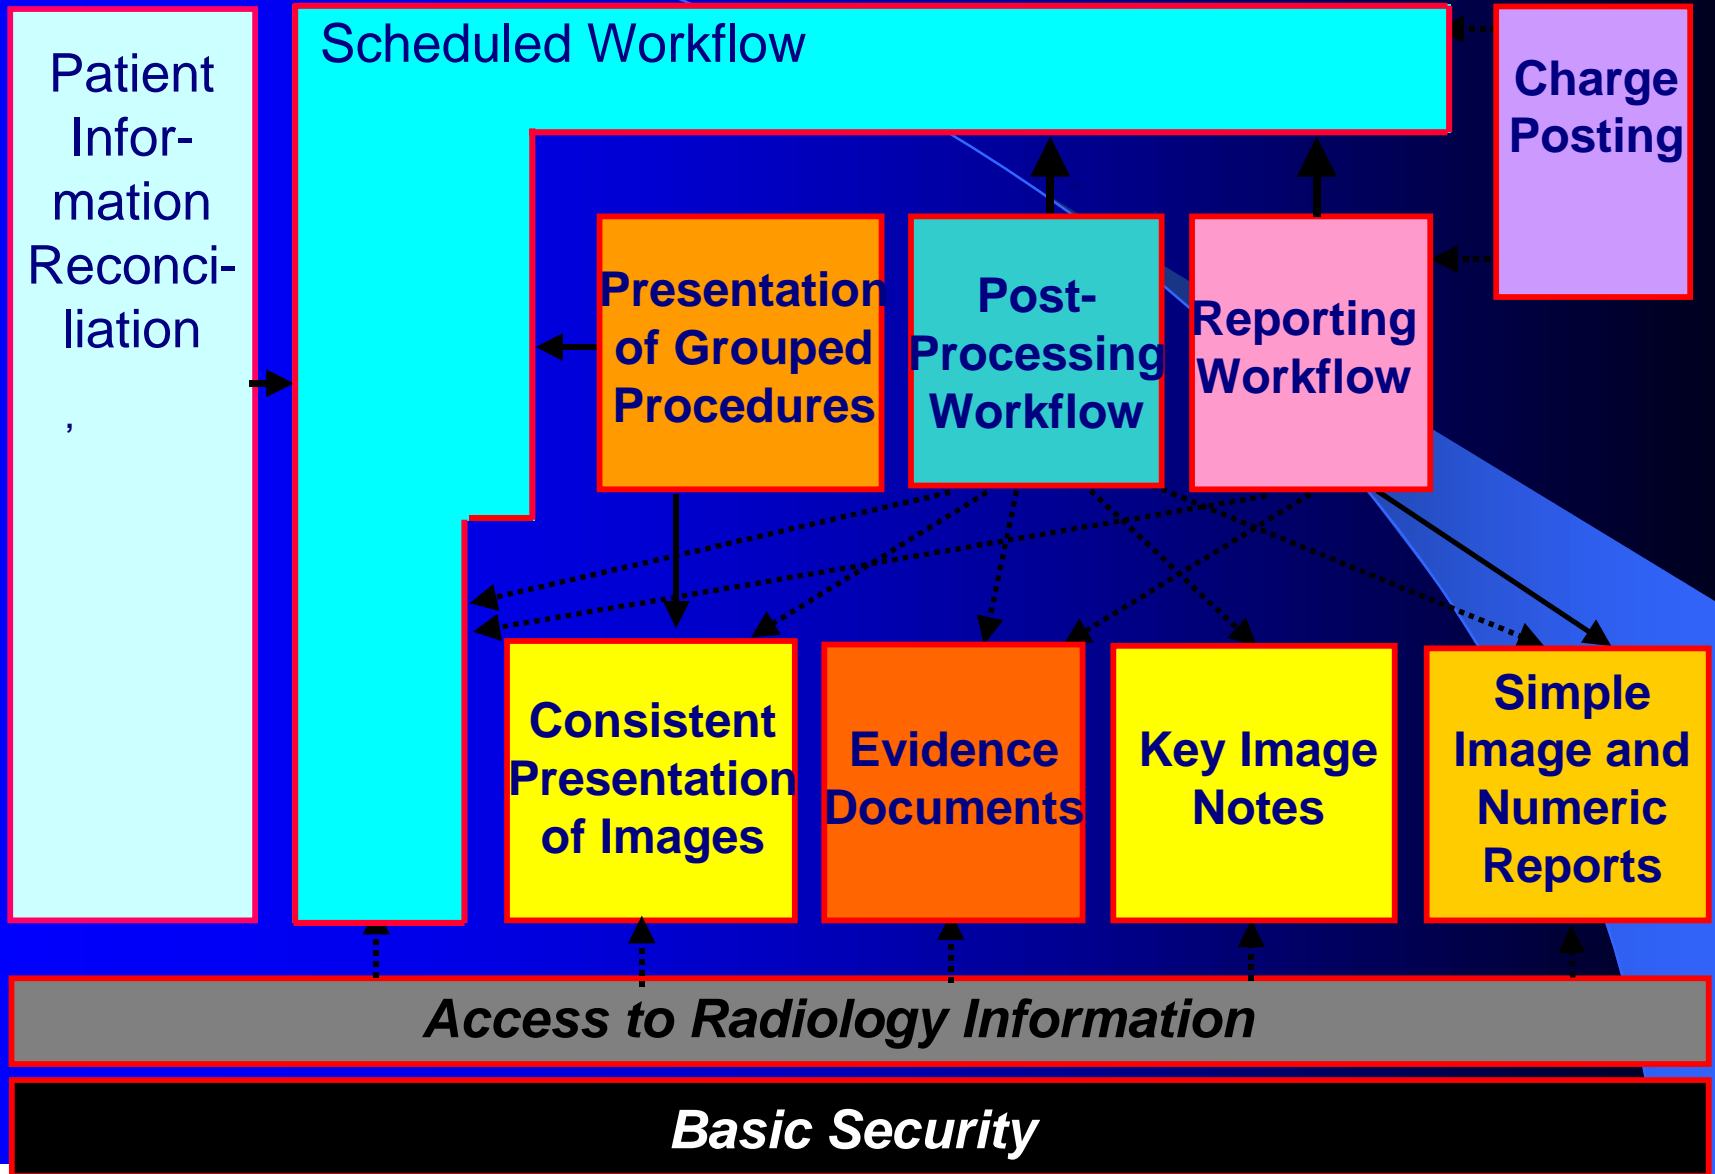 Patient
Infor-
mation
Reconci-
liation
,
Scheduled Workflow
Charge
Posting
Presentation
of Grouped
Procedures
Post-
Processing
Workflow
Reporting
Workflow
Consistent
Presentation
of Images
Evidence
Documents
Key Image
Notes
Simple
Image and
Numeric
Reports
Access to Radiology Information
Basic Security